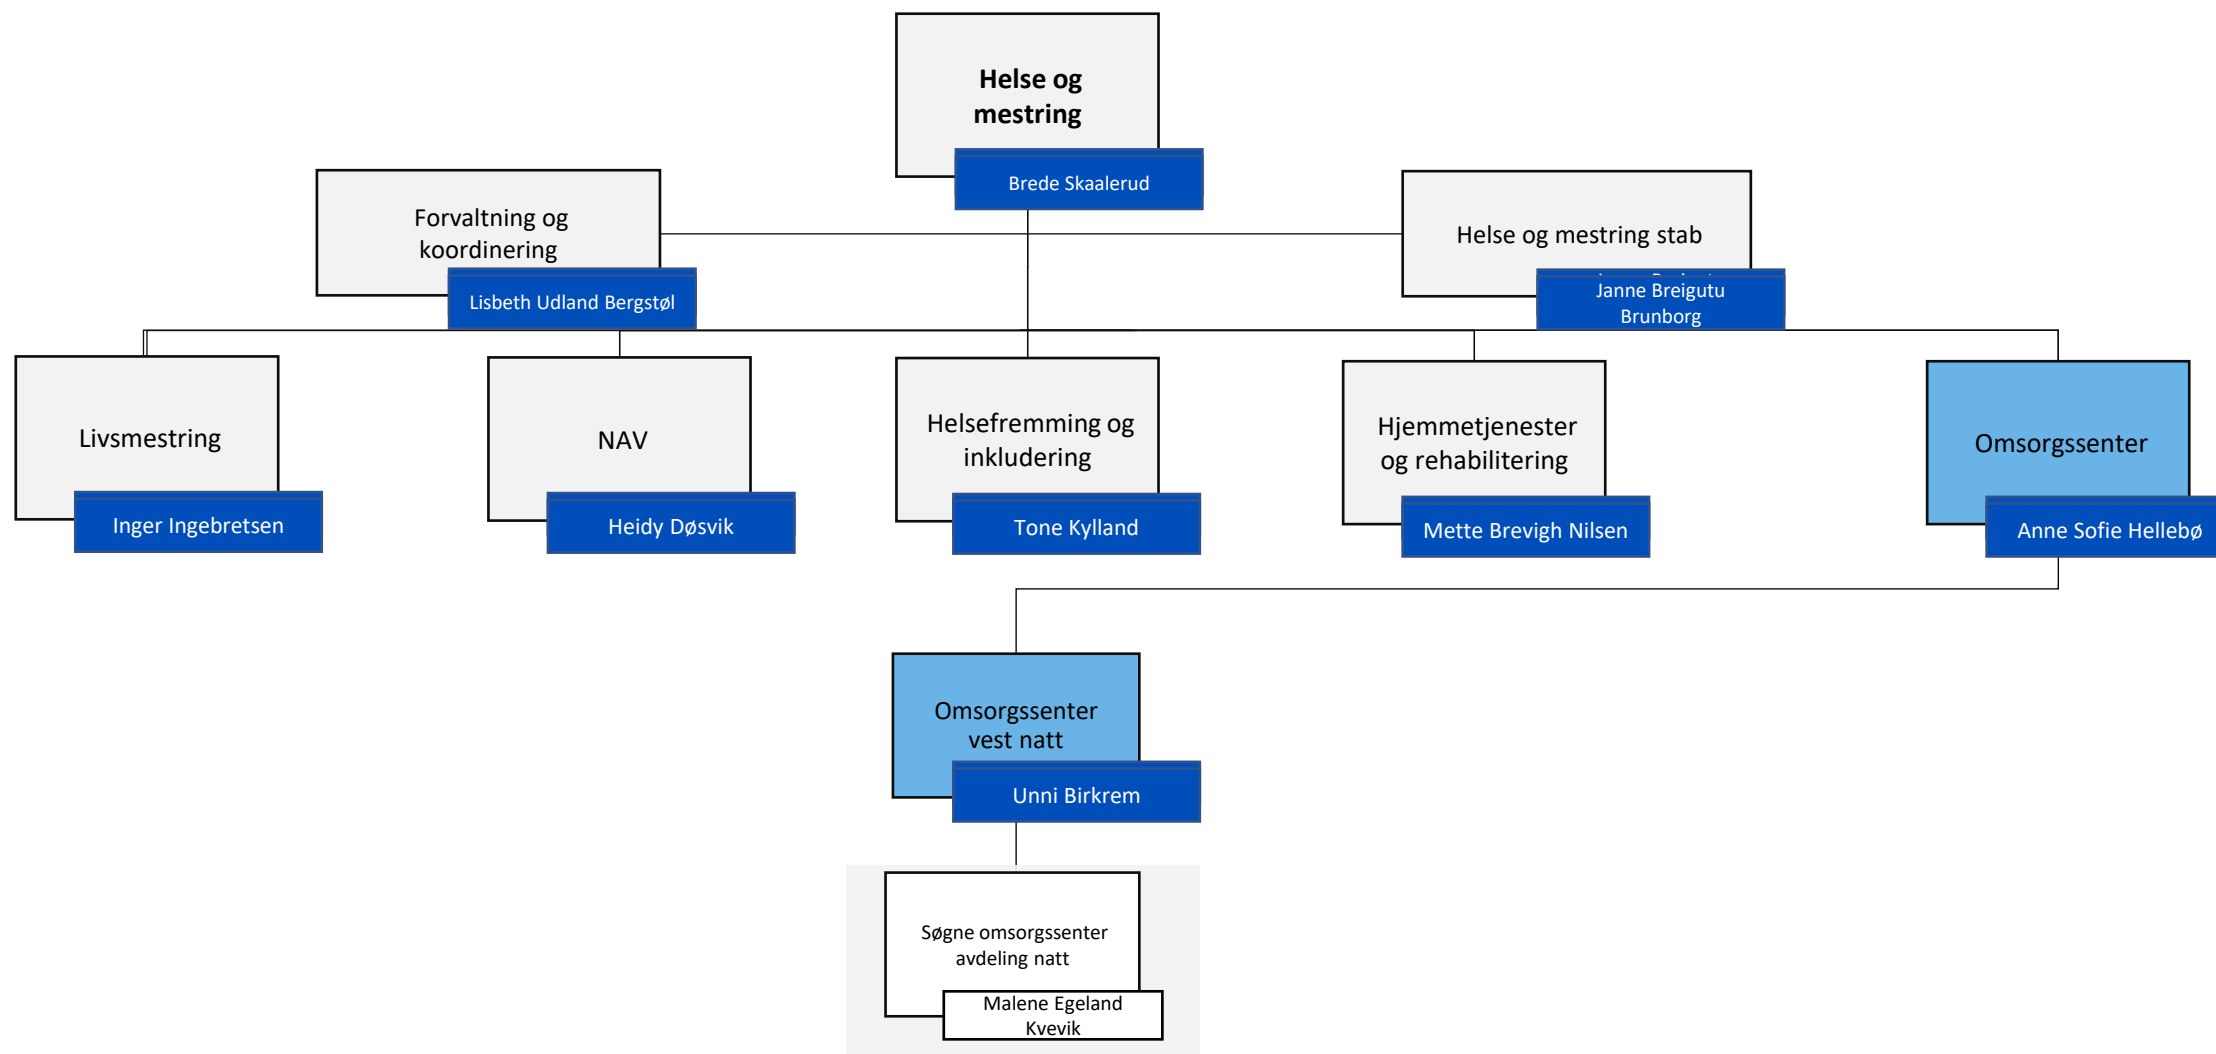 Helse og
mestring
Brede Skaalerud
Forvaltning og
koordinering
Lisbeth Udland Bergstøl
Helse og mestring stab
Janne Breigutu
Brunborg
Livsmestring
Inger Ingebretsen
NAV
Heidy Døsvik
Helsefremming og
inkludering
Tone Kylland
Hjemmetjenester
og rehabilitering
Mette Brevigh Nilsen
Omsorgssenter
Anne Sofie Hellebø
Omsorgssenter
vest natt
Unni Birkrem
Søgne omsorgssenter
avdeling natt
Malene Egeland
Kvevik